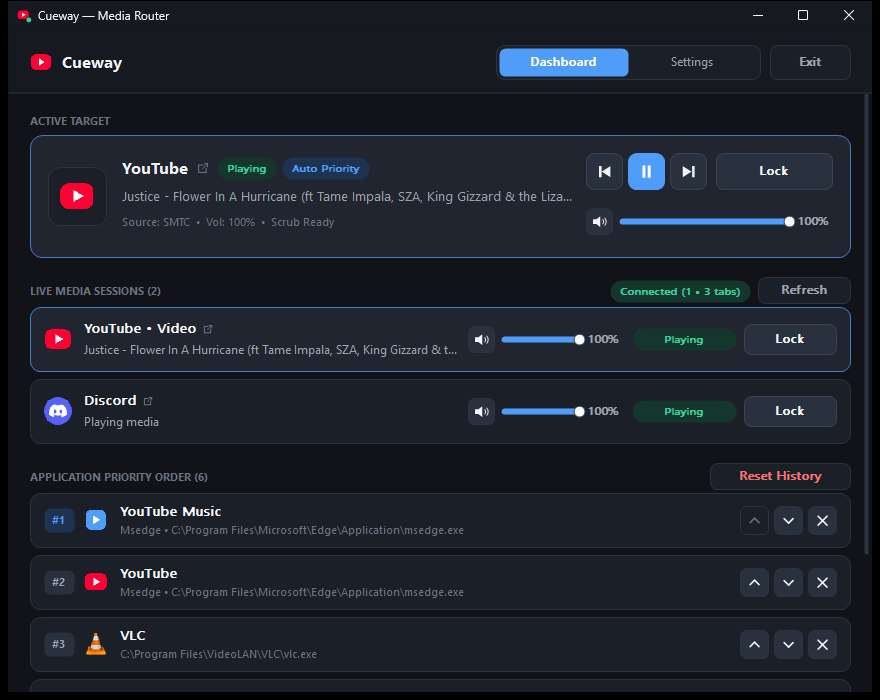 Cueway — Media Router
Cueway
Dashboard
Settings
Exit
ACTIVE TARGET
YouTube
Playing
Auto Priority
Lock
Justice - Flower In A Hurricane (ft Tame Impala, SZA, King Gizzard & the Liza...
Source: SMTC • Vol: 100% • Scrub Ready
100%
LIVE MEDIA SESSIONS (2)
Connected (1 • 3 tabs)
Refresh
YouTube • Video
Justice - Flower In A Hurricane (ft Tame Impala, SZA, King Gizzard & t...
100%
Playing
Lock
Discord
Playing media
100%
Playing
Lock
APPLICATION PRIORITY ORDER (6)
Reset History
#1
YouTube Music
Msedge • C:\Program Files\Microsoft\Edge\Application\msedge.exe
#2
YouTube
Msedge • C:\Program Files\Microsoft\Edge\Application\msedge.exe
#3
VLC
C:\Program Files\VideoLAN\VLC\vlc.exe